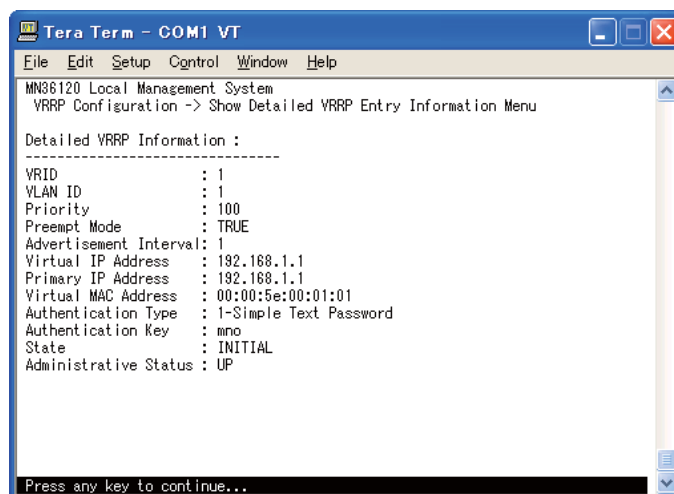 Tera Term - COM1 VT
File Edit Setup Control Window Help
MN36120 Local Management System
VRRP Configuration -> Show Detailed VRRP Entry Information Menu
Detailed VRRP Information :
--------------------------------
VRID : 1
VLAN ID : 1
Priority : 100
Preempt Mode : TRUE
Advertisement Interval: 1
Virtual IP Address : 192.168.1.1
Primary IP Address : 192.168.1.1
Virtual MAC Address : 00:00:5e:00:01:01
Authentication Type : 1-Simple Text Password
Authentication Key : mno
State : INITIAL
Administrative Status : UP
Press any key to continue...